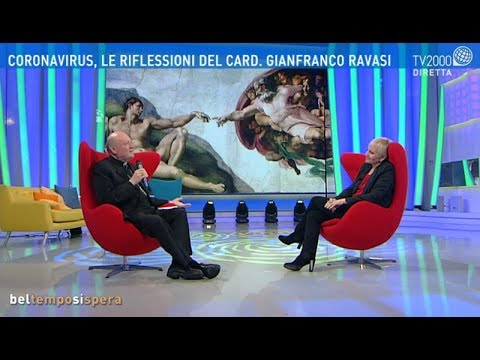 CORONAVIRUS, LE RIFLESSIONI DEL CARD. GIANFRANCO RAVASI
TV2000
DIRETTA
beltemposispera